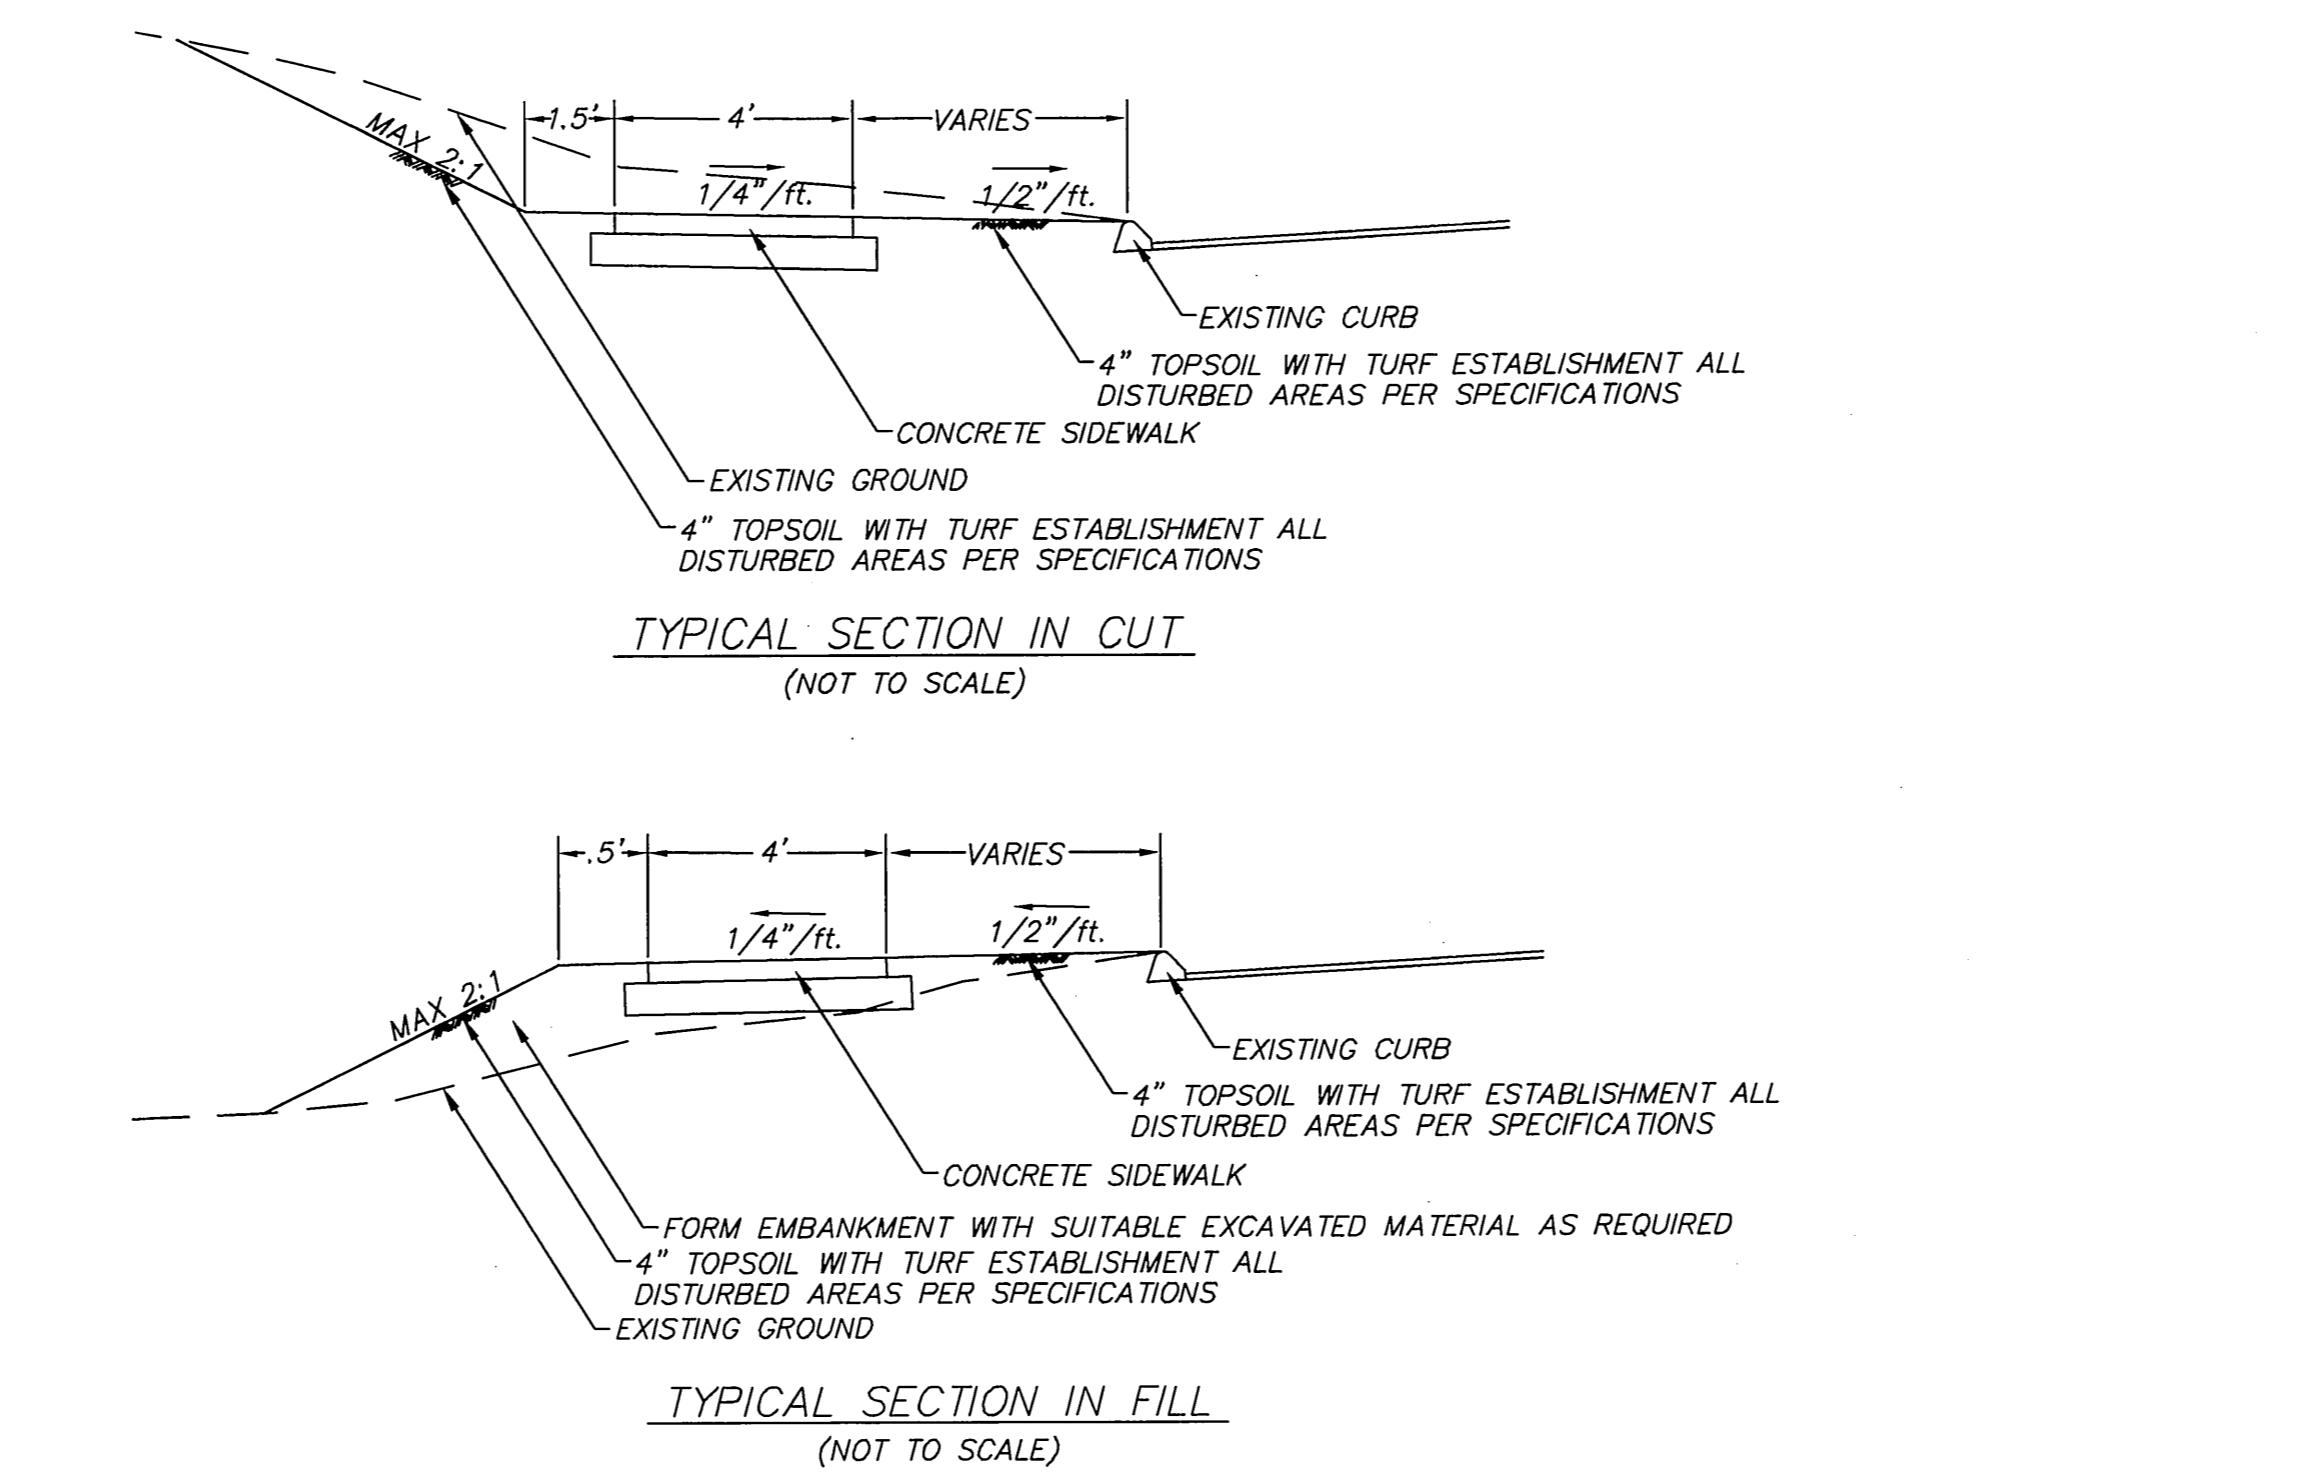 1.5'
4'
VARIES
MAX 2:1
1/4"/ft.
1/2"/ft.
EXISTING CURB
4" TOPSOIL WITH TURF ESTABLISHMENT ALL
DISTURBED AREAS PER SPECIFICATIONS
CONCRETE SIDEWALK
EXISTING GROUND
4" TOPSOIL WITH TURF ESTABLISHMENT ALL
DISTURBED AREAS PER SPECIFICATIONS
TYPICAL SECTION IN CUT
(NOT TO SCALE)
.5'
4'
VARIES
1/4"/ft.
1/2"/ft.
MAX 2:1
EXISTING CURB
4" TOPSOIL WITH TURF ESTABLISHMENT ALL
DISTURBED AREAS PER SPECIFICATIONS
CONCRETE SIDEWALK
FORM EMBANKMENT WITH SUITABLE EXCAVATED MATERIAL AS REQUIRED
4" TOPSOIL WITH TURF ESTABLISHMENT ALL
DISTURBED AREAS PER SPECIFICATIONS
EXISTING GROUND
TYPICAL SECTION IN FILL
(NOT TO SCALE)